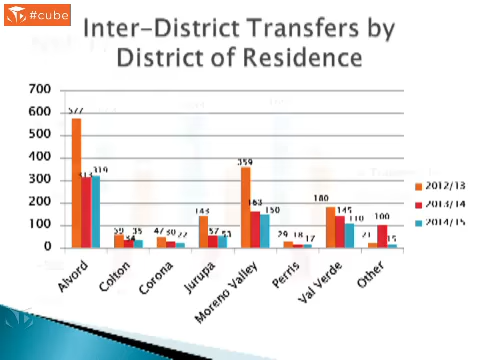 #cube
Inter-District Transfers by
District of Residence
700
600
500
400
300
200
100
0
577 313 319
59 34 35
47 30 22
143 57 53
359 163 150
29 18 17
180 145 110
21 100 15
Alvord
Colton
Corona
Jurupa
Moreno Valley
Perris
Val Verde
Other
2012/13
2013/14
2014/15